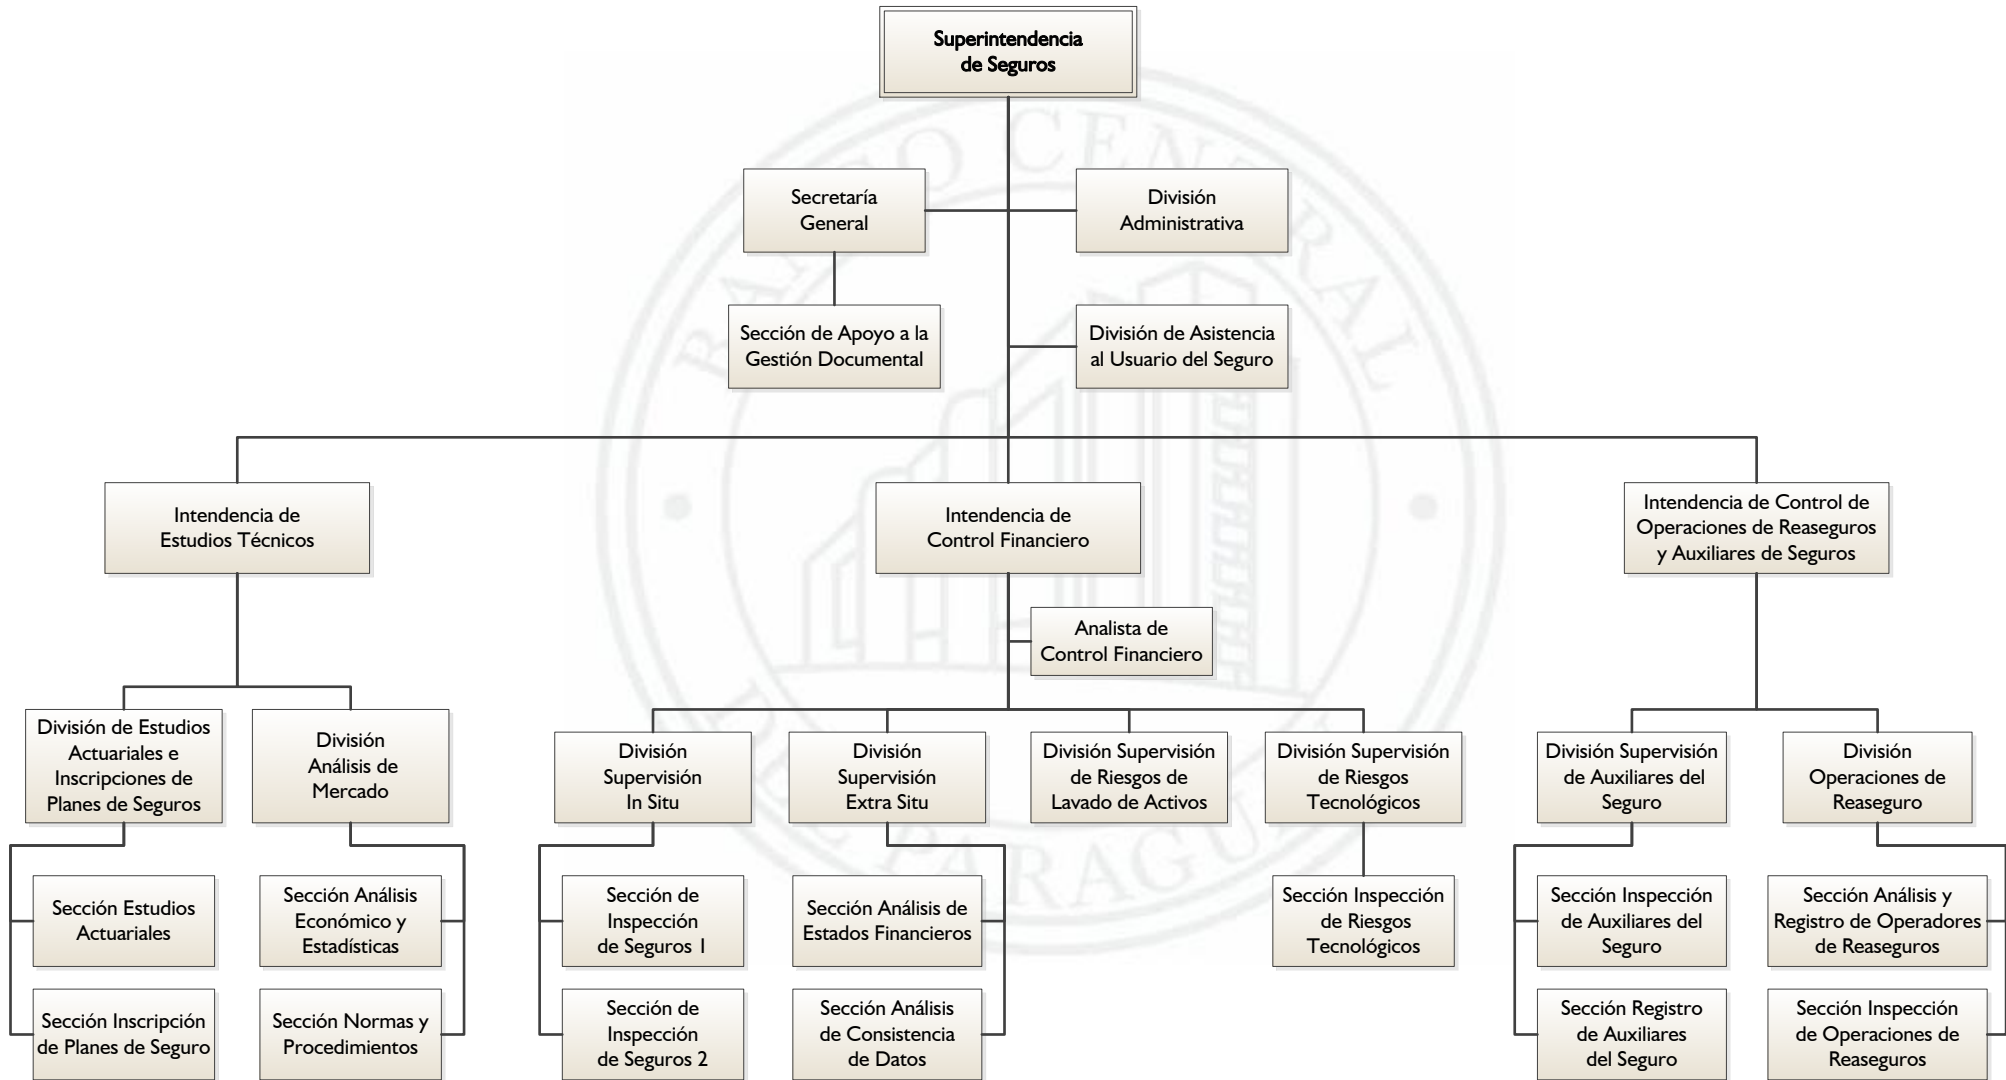 Superintendencia
de Seguros
Secretaría
General
División
Administrativa
Sección de Apoyo a la
Gestión Documental
División de Asistencia
al Usuario del Seguro
Intendencia de
Estudios Técnicos
Intendencia de
Control Financiero
Intendencia de Control de
Operaciones de Reaseguros
y Auxiliares de Seguros
Analista de
Control Financiero
División de Estudios
Actuariales e
Inscripciones de
Planes de Seguros
División
Análisis de
Mercado
División
Supervisión
In Situ
División
Supervisión
Extra Situ
División Supervisión
de Riesgos de
Lavado de Activos
División Supervisión
de Riesgos
Tecnológicos
División Supervisión
de Auxiliares del
Seguro
División
Operaciones de
Reaseguro
Sección Estudios
Actuariales
Sección Análisis
Económico y
Estadísticas
Sección de
Inspección
de Seguros 1
Sección Análisis de
Estados Financieros
Sección Inspección
de Riesgos
Tecnológicos
Sección Inspección
de Auxiliares del
Seguro
Sección Análisis y
Registro de Operadores
de Reaseguros
Sección Inscripción
de Planes de Seguro
Sección Normas y
Procedimientos
Sección de
Inspección
de Seguros 2
Sección Análisis
de Consistencia
de Datos
Sección Registro
de Auxiliares
del Seguro
Sección Inspección
de Operaciones de
Reaseguros
BANCO CENTRAL
DEL PARAGUAY